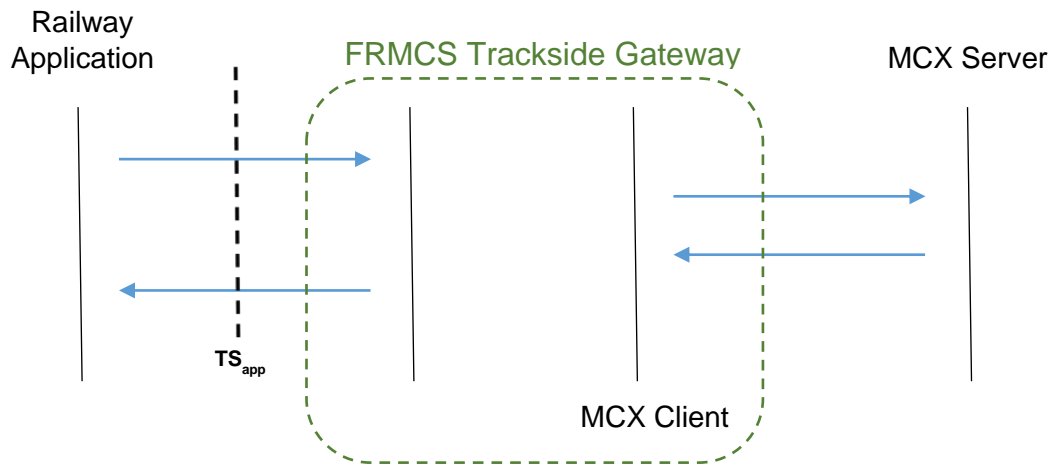 Railway
Application
FRMCS Trackside Gateway
MCX Server
TSapp
MCX Client